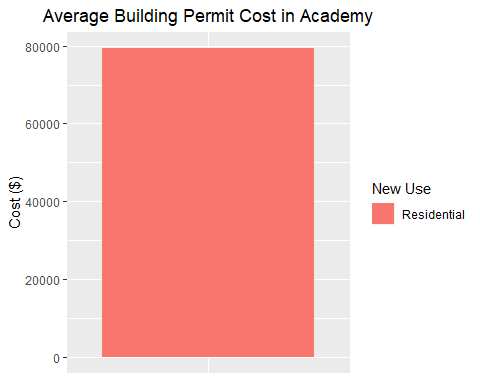 Average Building Permit Cost in Academy
80000
60000
40000
20000
0
Cost ($)
New Use
Residential